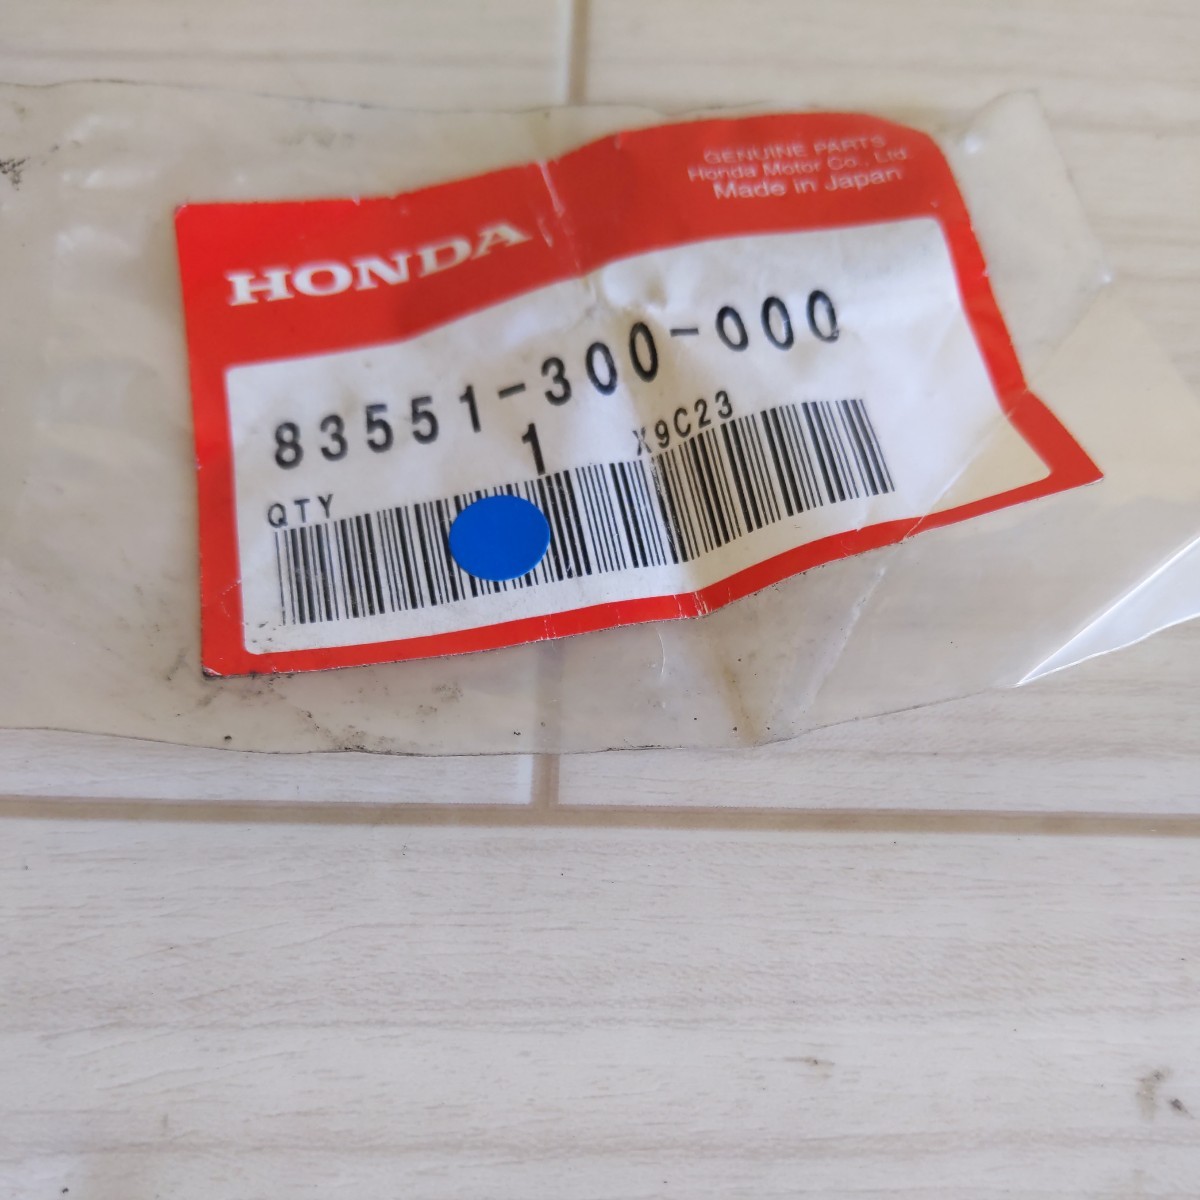 GENUINE PARTS
Honda Motor Co., Ltd.
Made in Japan
HONDA
83551-300-000
QTY 1 X9C23